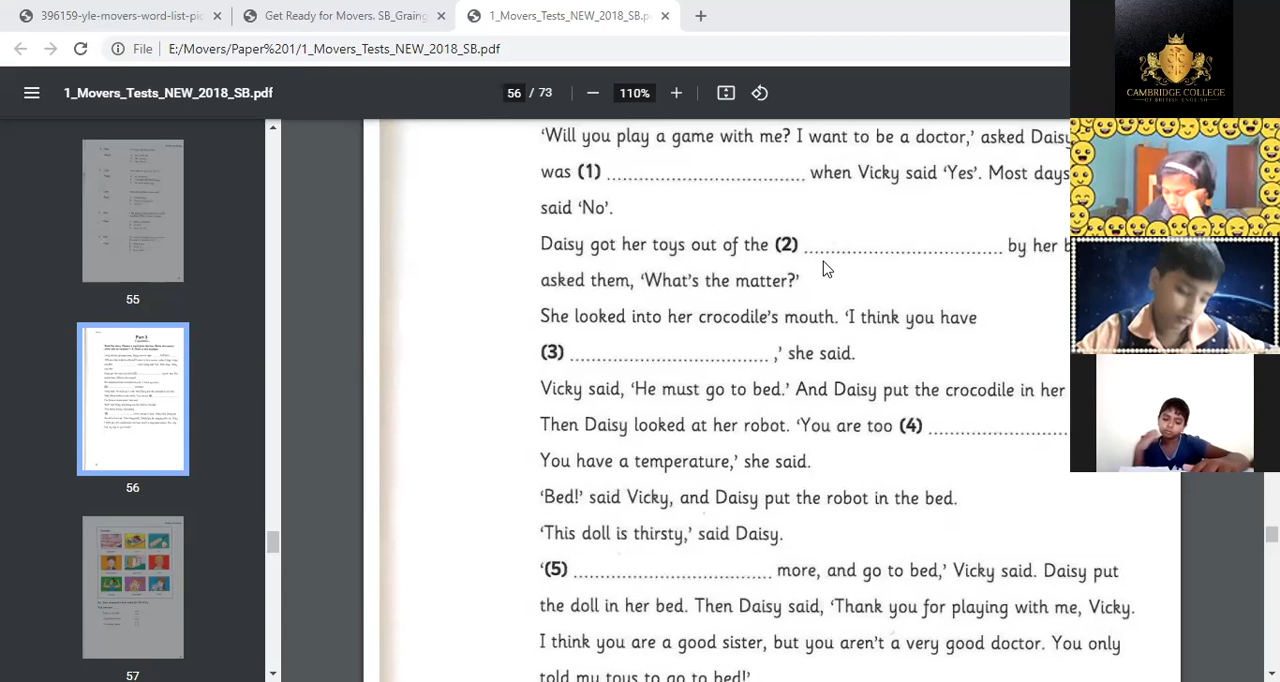 396159-yle-movers-word-list-pic
Get Ready for Movers. SB_Graing
1_Movers_Tests_NEW_2018_SB.p
File
E:/Movers/Paper%201/1_Movers_Tests_NEW_2018_SB.pdf
1_Movers_Tests_NEW_2018_SB.pdf
56 / 73
110%
CAMBRIDGE COLLEGE
OF BRITISH ENGLISH
55
56
57
Part 3
‘Will you play a game with me? I want to be a doctor,’ asked Daisy
was (1) ........................................ when Vicky said ‘Yes’. Most days
said ‘No’.
Daisy got her toys out of the (2) ........................................ by her b
asked them, ‘What’s the matter?’
She looked into her crocodile’s mouth. ‘I think you have
(3) ........................................ ,’ she said.
Vicky said, ‘He must go to bed.’ And Daisy put the crocodile in her
Then Daisy looked at her robot. ‘You are too (4) ............................
You have a temperature,’ she said.
‘Bed!’ said Vicky, and Daisy put the robot in the bed.
‘This doll is thirsty,’ said Daisy.
‘(5) ........................................ more, and go to bed,’ Vicky said. Daisy put
the doll in her bed. Then Daisy said, ‘Thank you for playing with me, Vicky.
I think you are a good sister, but you aren’t a very good doctor. You only
told my toys to go to bed!’